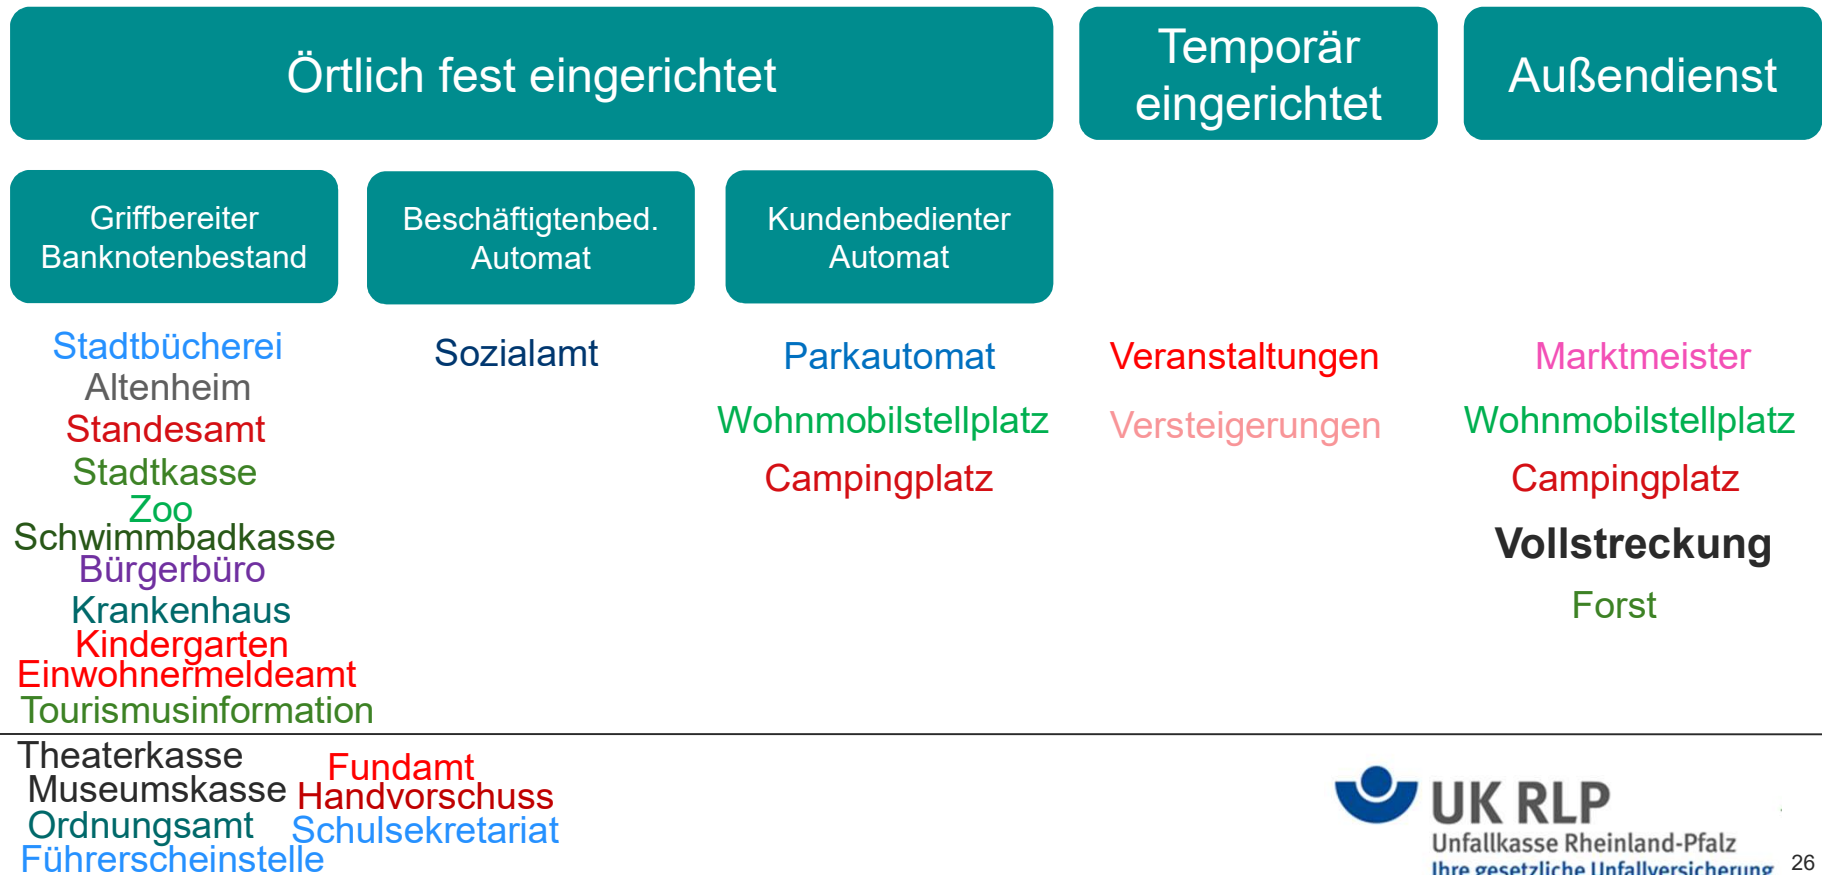 Örtlich fest eingerichtet
Temporär
eingerichtet
Außendienst
Griffbereiter
Banknotenbestand
Beschäftigtenbed.
Automat
Kundenbedienter
Automat
Stadtbücherei
Altenheim
Standesamt
Stadtkasse
Zoo
Schwimmbadkasse
Bürgerbüro
Krankenhaus
Kindergarten
Einwohnermeldeamt
Tourismusinformation
Theaterkasse
Museumskasse
Ordnungsamt
Führerscheinstelle
Fundamt
Handvorschuss
Schulsekretariat
Sozialamt
Parkautomat
Wohnmobilstellplatz
Campingplatz
Veranstaltungen
Versteigerungen
Marktmeister
Wohnmobilstellplatz
Campingplatz
Vollstreckung
Forst
UK RLP
Unfallkasse Rheinland-Pfalz
Ihre gesetzliche Unfallversicherung
26